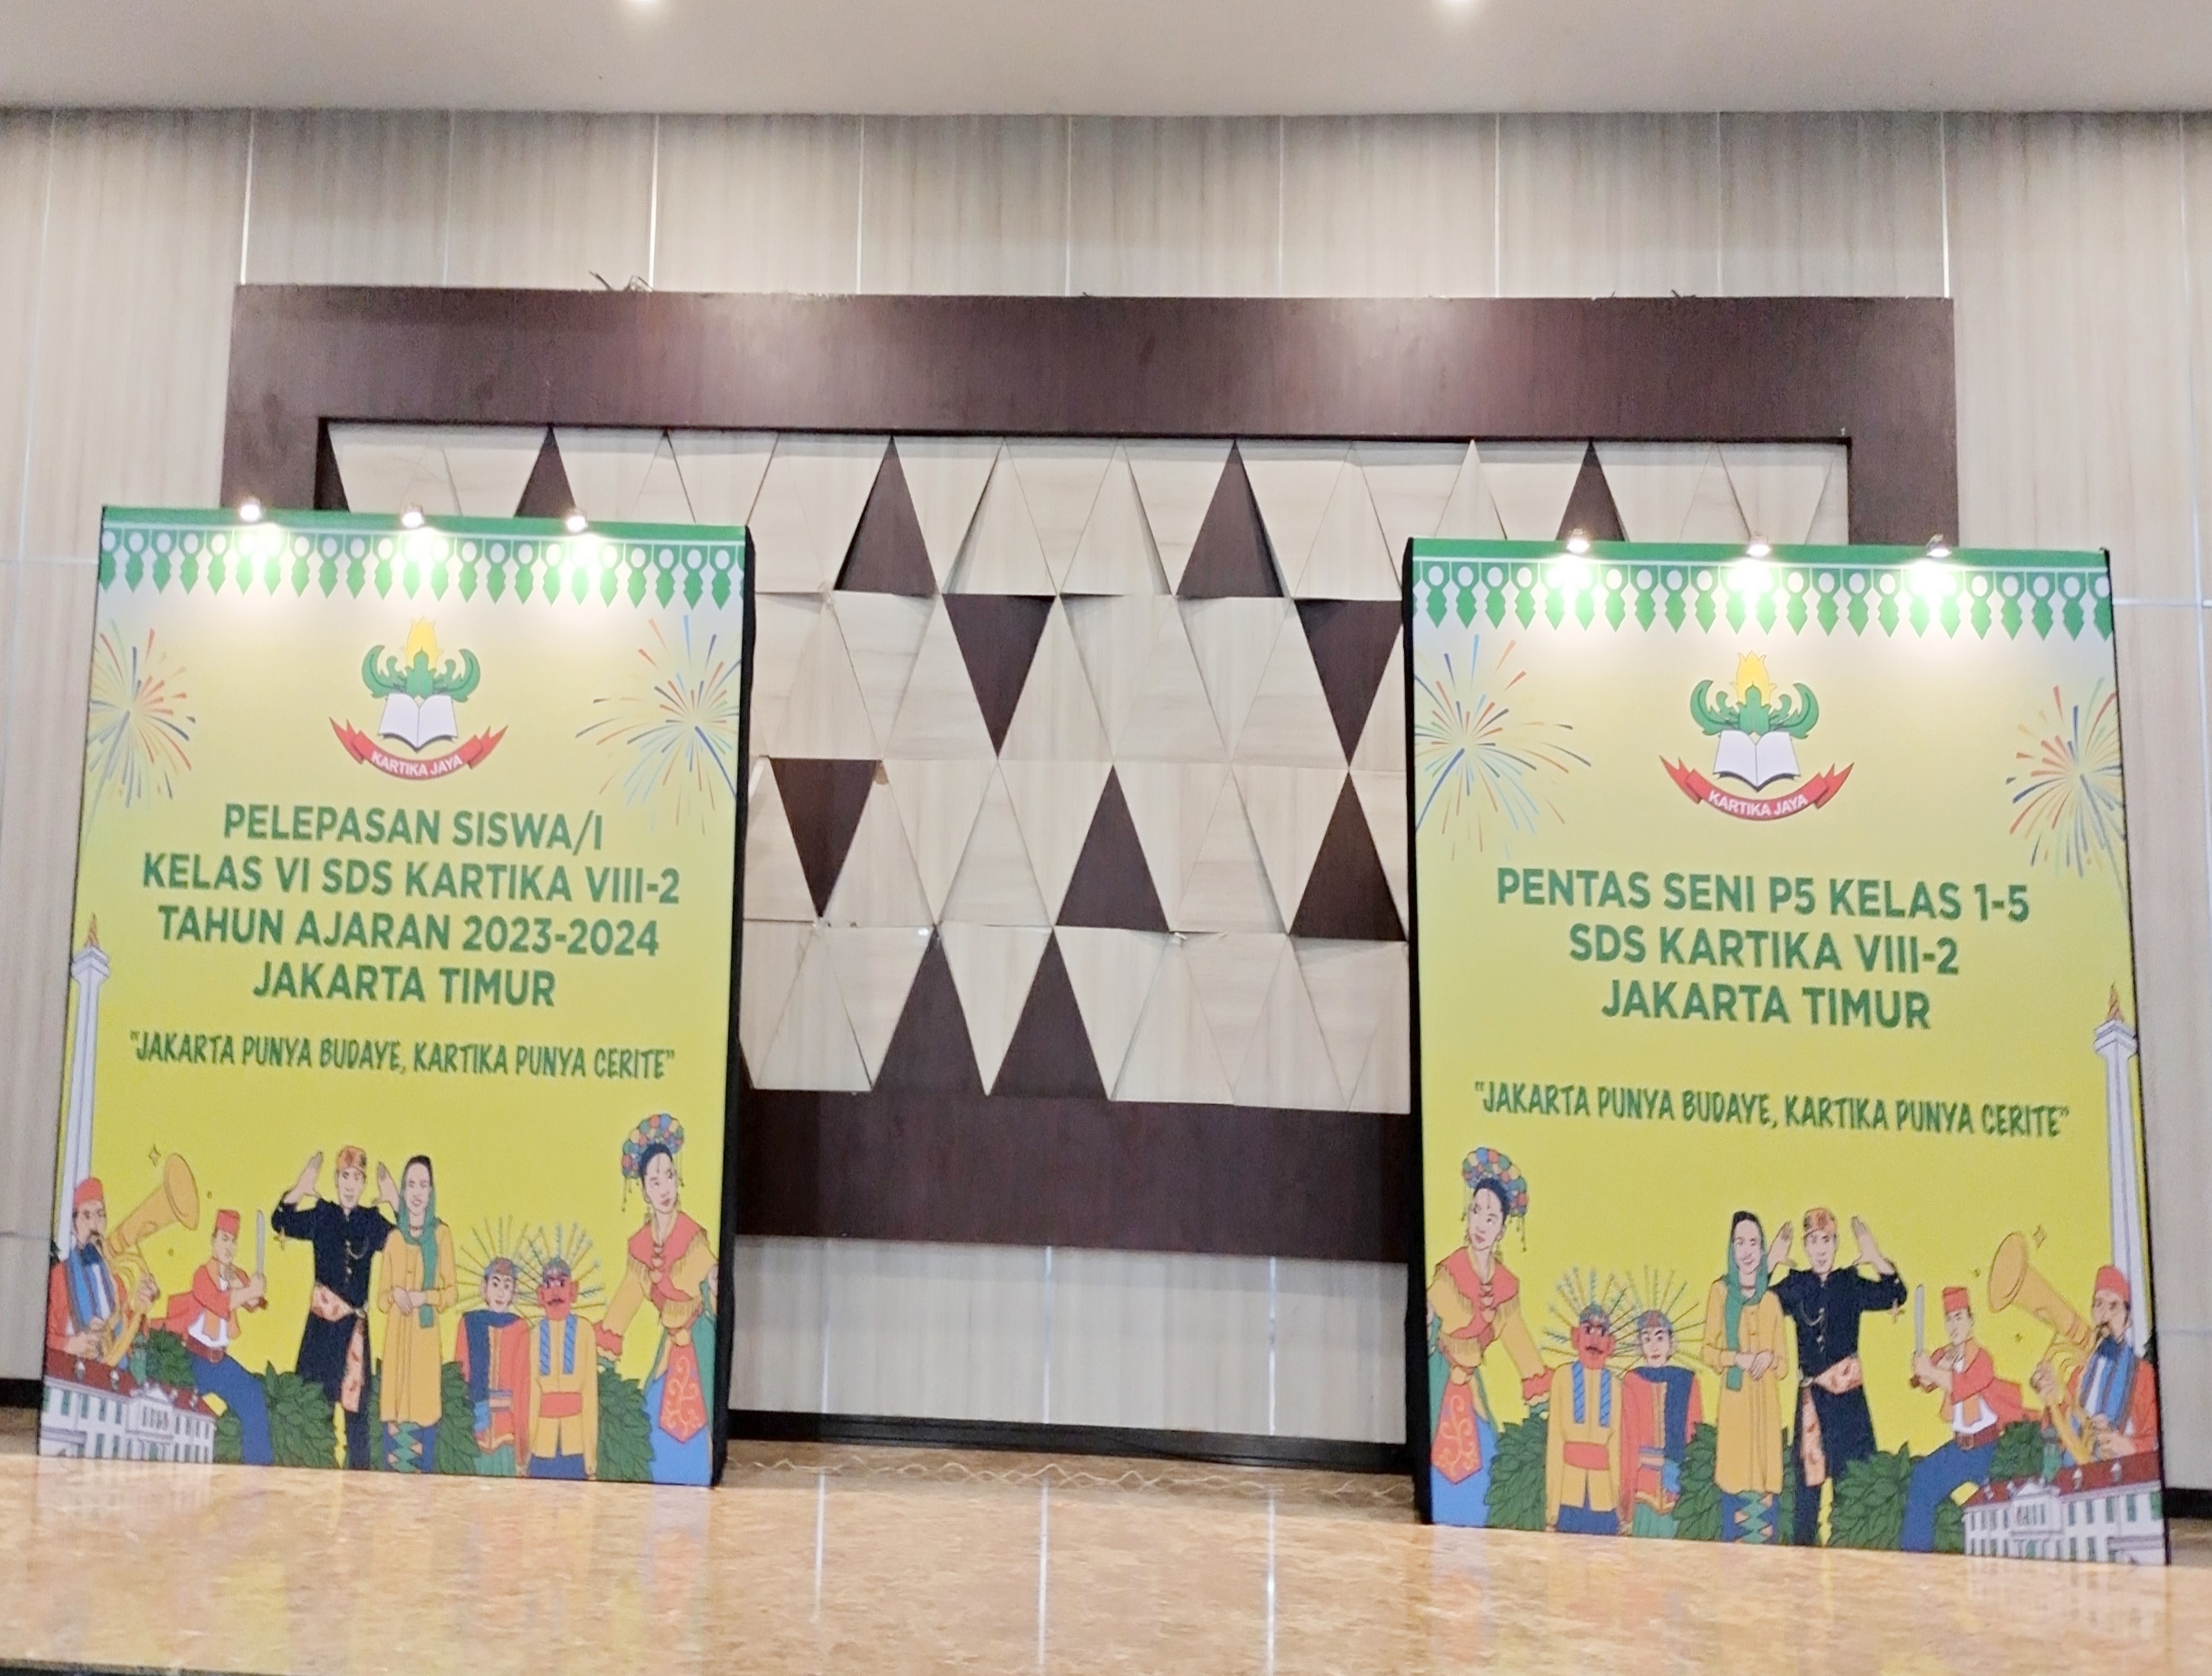 KARTIKA JAYA
PELEPASAN SISWA/I
KELAS VI SDS KARTIKA VIII-2
TAHUN AJARAN 2023-2024
JAKARTA TIMUR
"JAKARTA PUNYA BUDAYE, KARTIKA PUNYA CERITE"
KARTIKA JAYA
PENTAS SENI P5 KELAS 1-5
SDS KARTIKA VIII-2
JAKARTA TIMUR
"JAKARTA PUNYA BUDAYE, KARTIKA PUNYA CERITE"